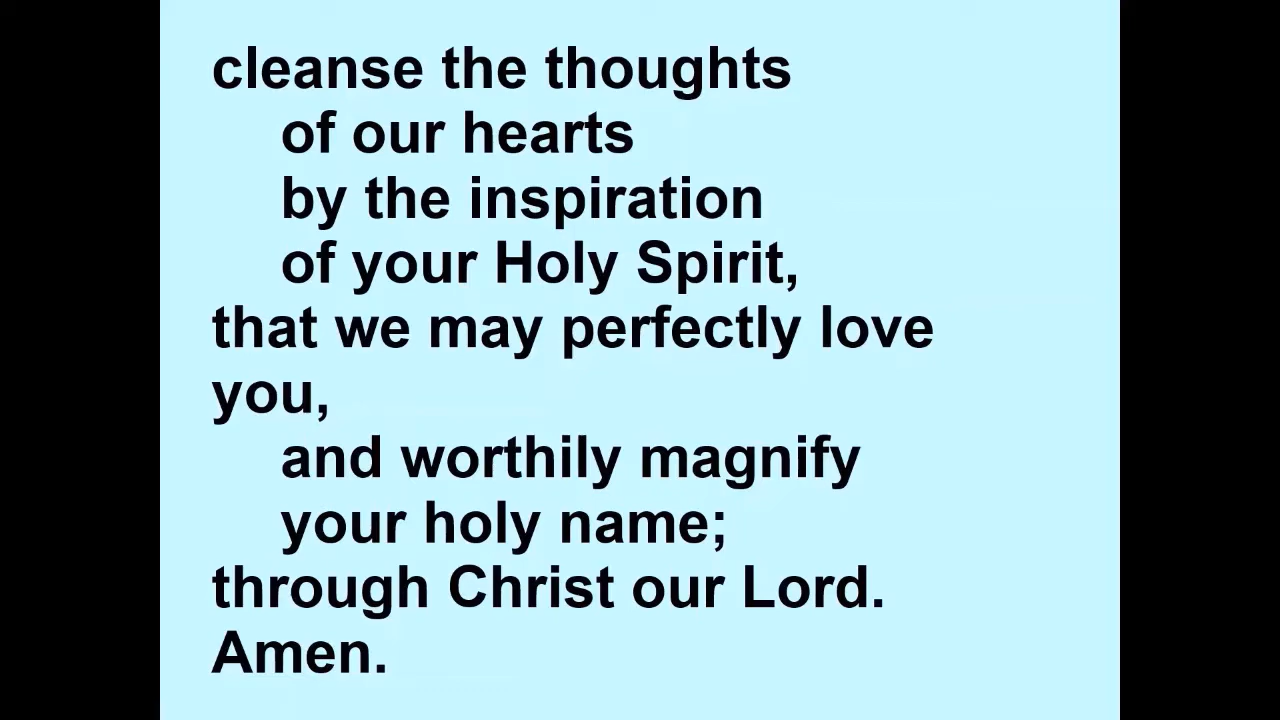 cleanse the thoughts
of our hearts
by the inspiration
of your Holy Spirit,
that we may perfectly love
you,
and worthily magnify
your holy name;
through Christ our Lord.
Amen.